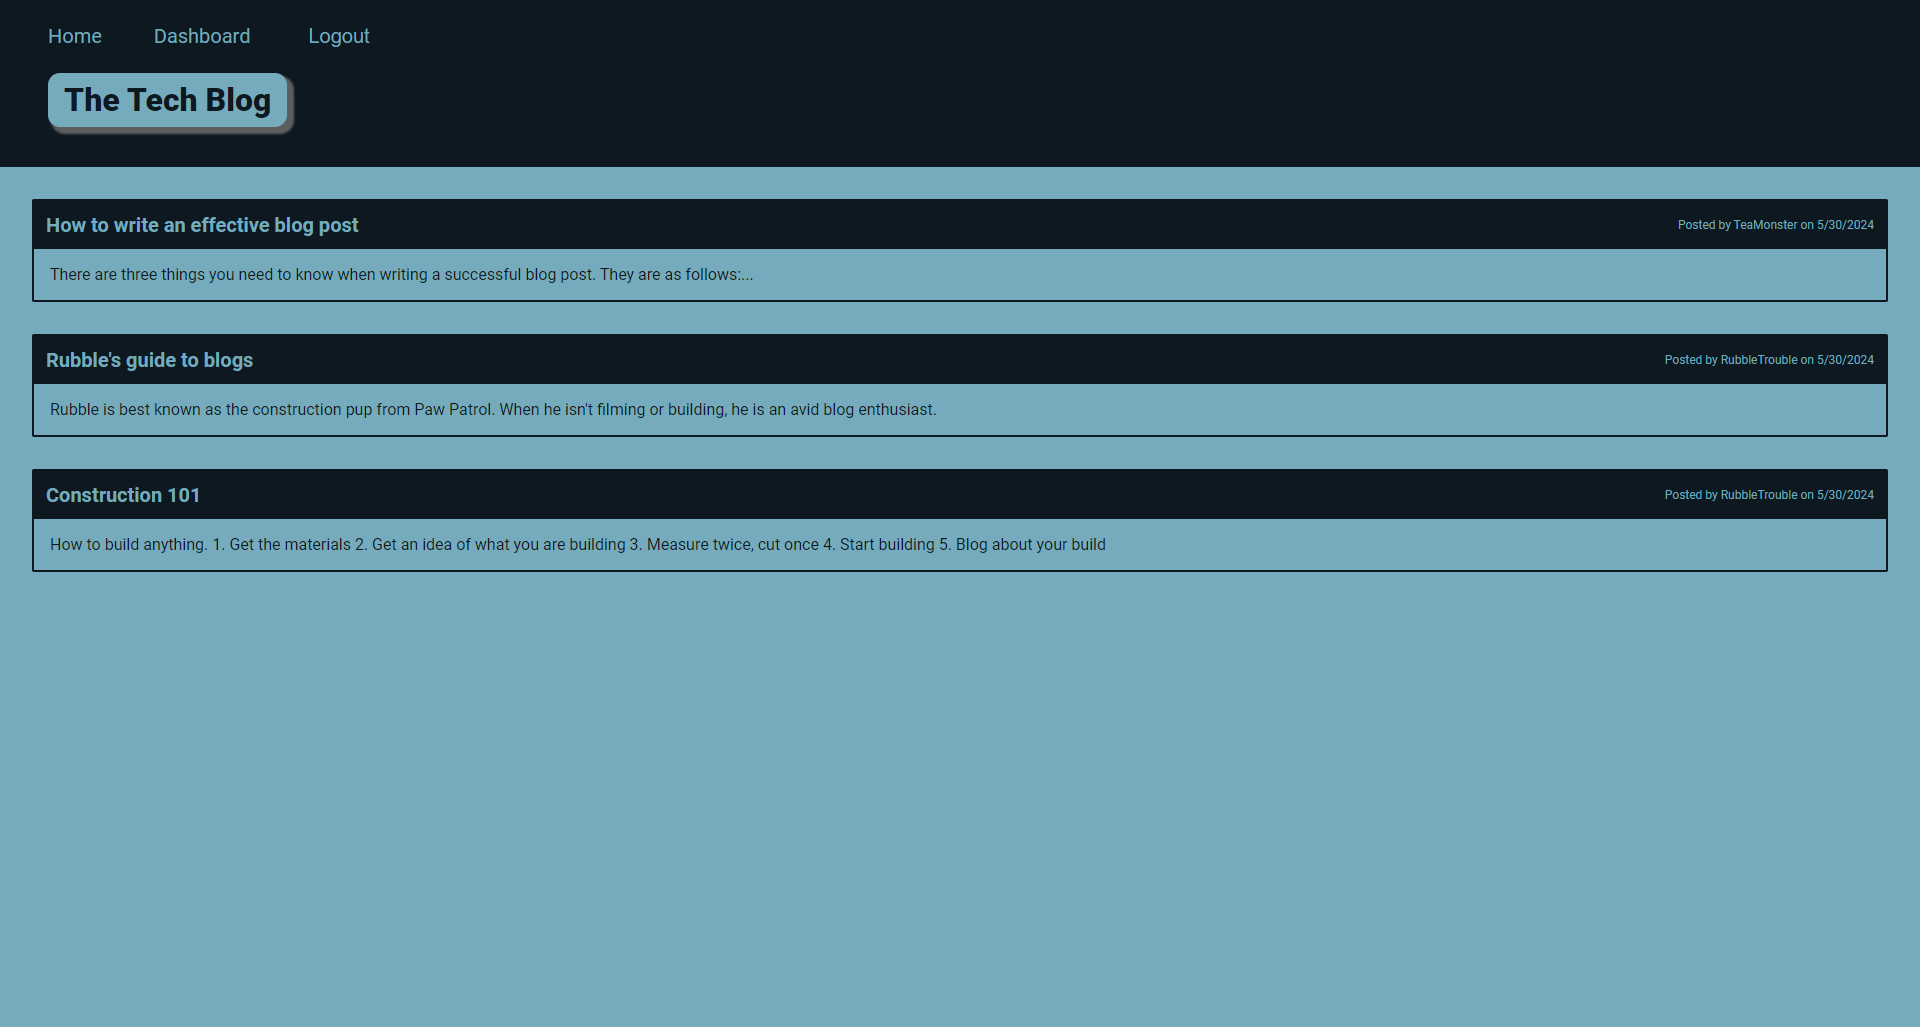 Home Dashboard Logout
The Tech Blog
How to write an effective blog post Posted by TeaMonster on 5/30/2024
There are three things you need to know when writing a successful blog post. They are as follows:...
Rubble's guide to blogs Posted by RubbleTrouble on 5/30/2024
Rubble is best known as the construction pup from Paw Patrol. When he isn't filming or building, he is an avid blog enthusiast.
Construction 101 Posted by RubbleTrouble on 5/30/2024
How to build anything. 1. Get the materials 2. Get an idea of what you are building 3. Measure twice, cut once 4. Start building 5. Blog about your build